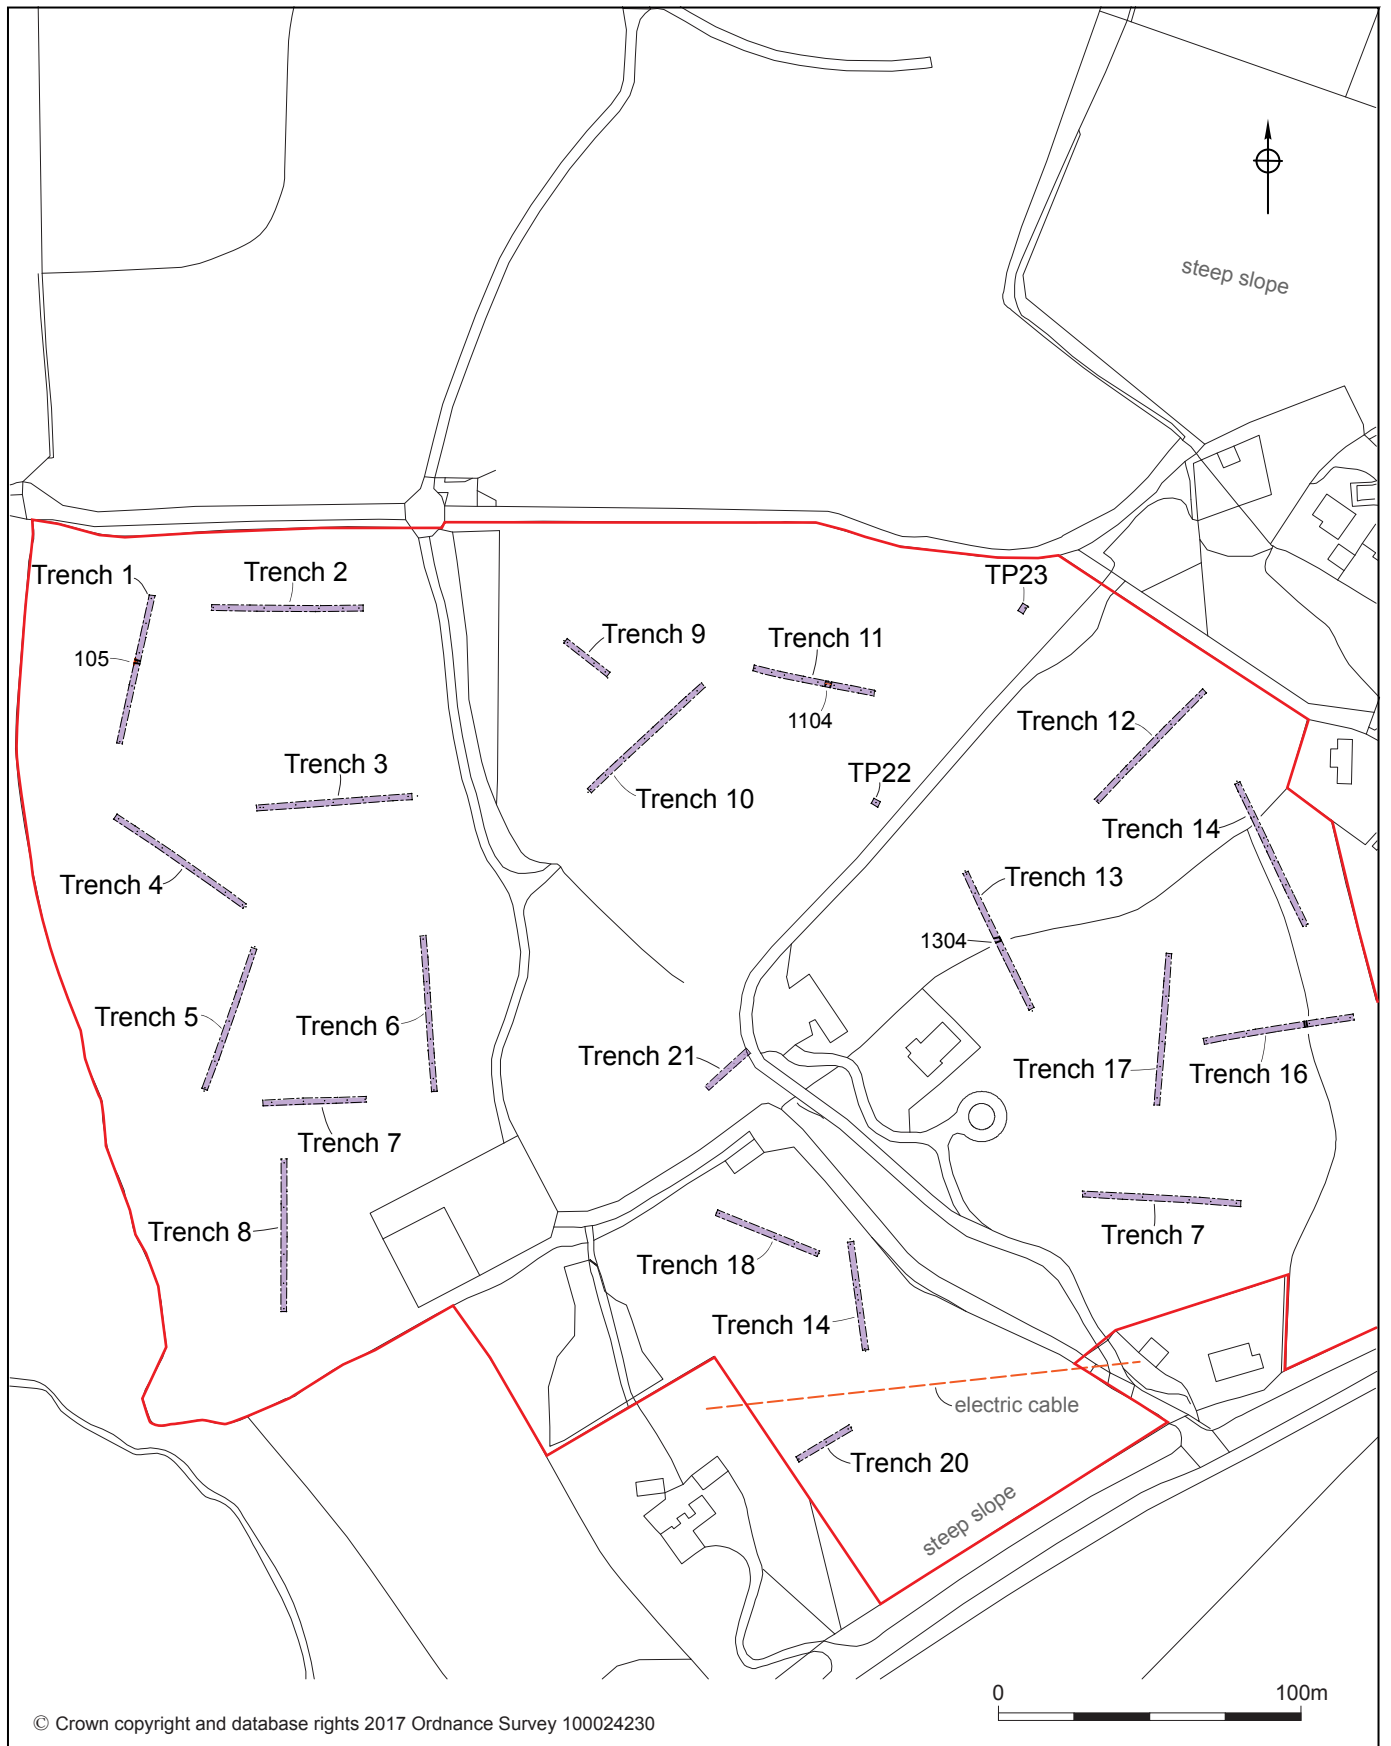 steep slope
Trench 1
Trench 2
TP23
Trench 9
Trench 11
105
1104
Trench 12
Trench 3
TP22
Trench 10
Trench 14
Trench 4
Trench 13
1304
Trench 5
Trench 6
Trench 21
Trench 17
Trench 16
Trench 7
Trench 8
Trench 7
Trench 18
Trench 14
electric cable
Trench 20
steep slope
0 100m
© Crown copyright and database rights 2017 Ordnance Survey 100024230